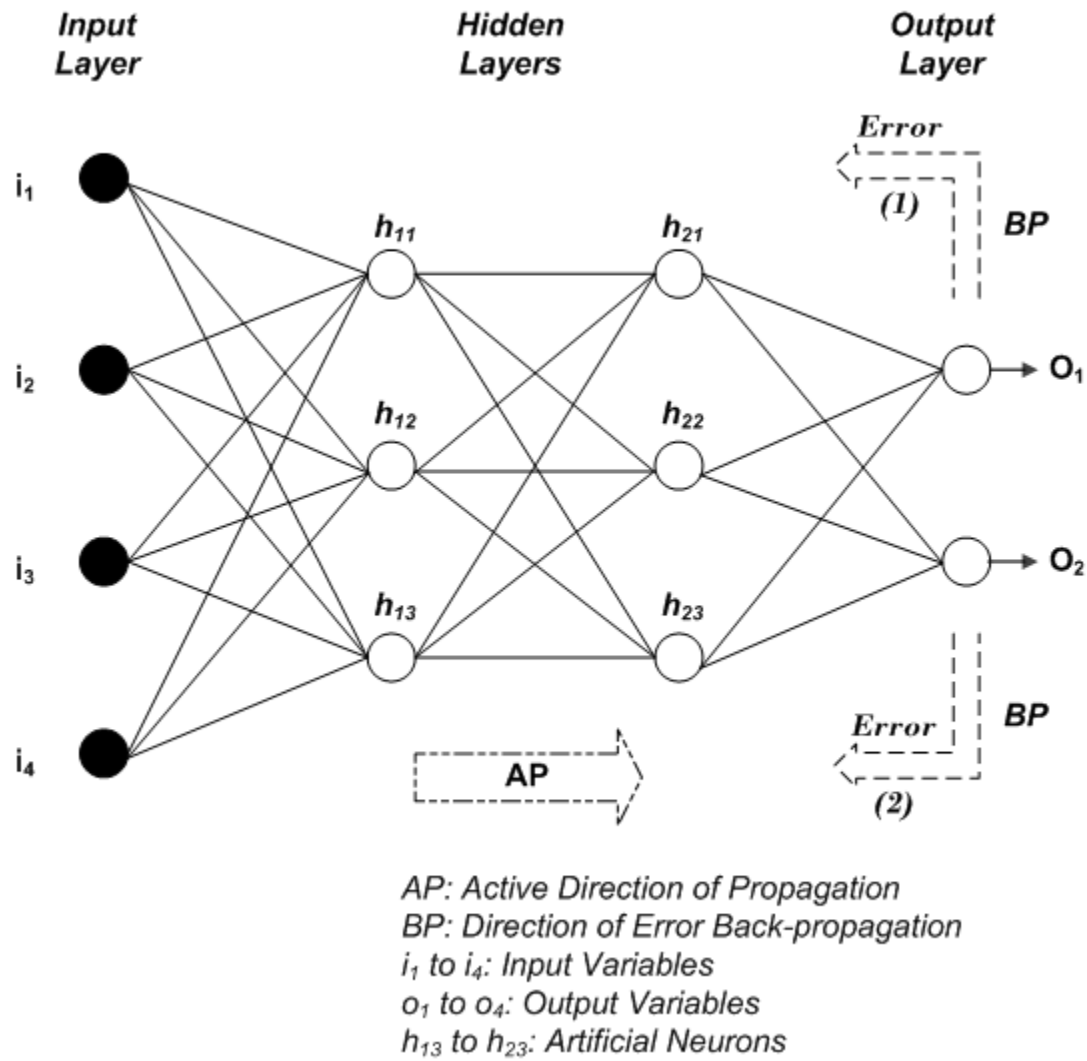 Input
Layer
Hidden
Layers
Output
Layer
Error
(1)
BP
i₁
h₁₁
h₂₁
i₂
O₁
h₁₂
h₂₂
i₃
O₂
h₁₃
h₂₃
Error
(2)
BP
i₄
AP
AP: Active Direction of Propagation
BP: Direction of Error Back-propagation
i₁ to i₄: Input Variables
o₁ to o₄: Output Variables
h₁₃ to h₂₃: Artificial Neurons